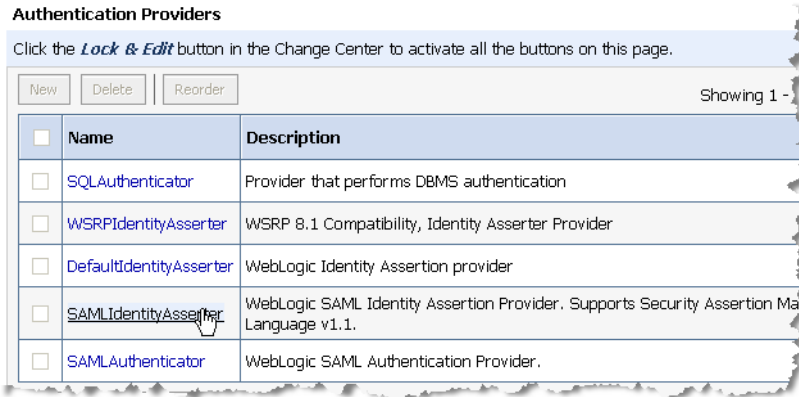 Authentication Providers
Click the Lock & Edit button in the Change Center to activate all the buttons on this page.
New Delete Reorder Showing 1 -
Name Description
SQLAuthenticator Provider that performs DBMS authentication
WSRPIdentityAsserter WSRP 8.1 Compatibility, Identity Asserter Provider
DefaultIdentityAsserter WebLogic Identity Assertion provider
SAMLIdentityAsserter WebLogic SAML Identity Assertion Provider. Supports Security Assertion Ma
Language v1.1.
SAMLAuthenticator WebLogic SAML Authentication Provider.